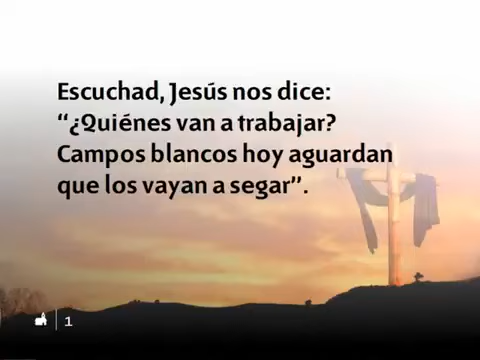 Escuchad, Jesús nos dice:
“¿Quiénes van a trabajar?
Campos blancos hoy aguardan
que los vayan a segar”.
1